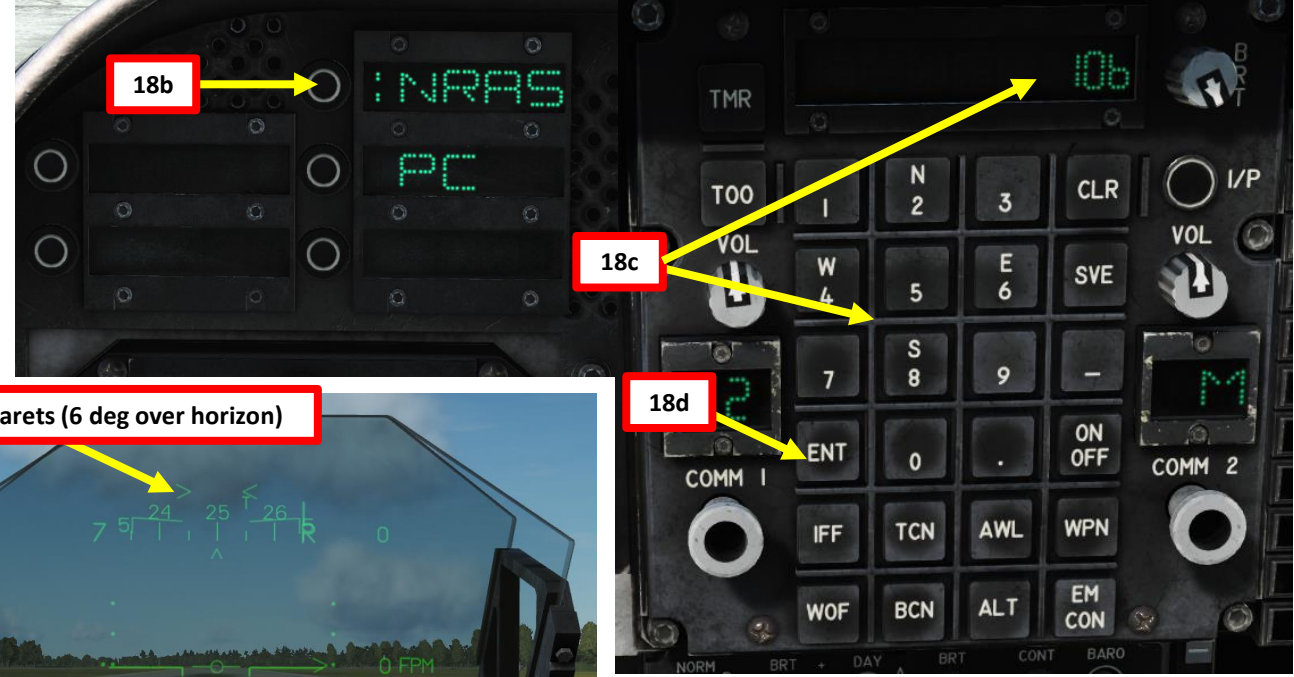 18b
:NRAS
PC
arets (6 deg over horizon)
24 25 26
7 5 5 R 0
0 FPM
18c
18d
106
TMR
BRT
TOO
1
N
2
3
CLR
I/P
VOL
W
4
5
E
6
SVE
VOL
7
S
8
9
–
2
M
ENT
0
.
ON
OFF
COMM 1
COMM 2
IFF
TCN
AWL
WPN
WOF
BCN
ALT
EM
CON
NORM BRT + DAY BRT CONT BARO